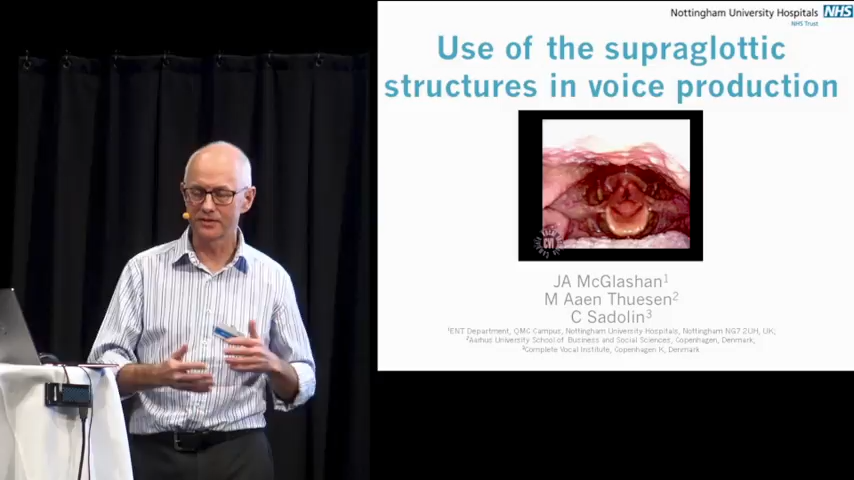 Nottingham University Hospitals NHS
NHS Trust
Use of the supraglottic
structures in voice production
CVI
JA McGlashan¹
M Aaen Thuesen²
C Sadolin³
¹ENT Department, QMC Campus, Nottingham University Hospitals, Nottingham NG7 2UH, UK;
²Aarhus University School of Business and Social Sciences, Copenhagen, Denmark;
³Complete Vocal Institute, Copenhagen K, Denmark